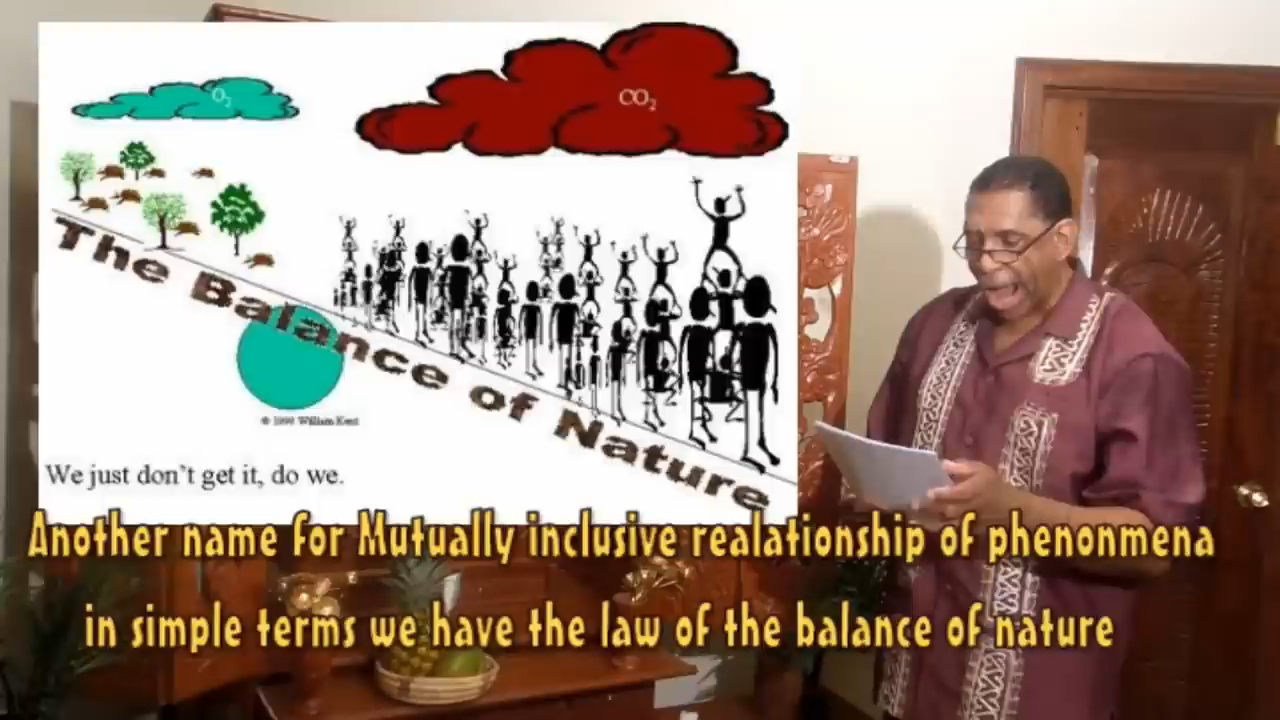 O2
CO2
The Balance of Nature
© 1998 William Kent
We just don't get it, do we.
Another name for Mutually inclusive realationship of phenonmena
in simple terms we have the law of the balance of nature